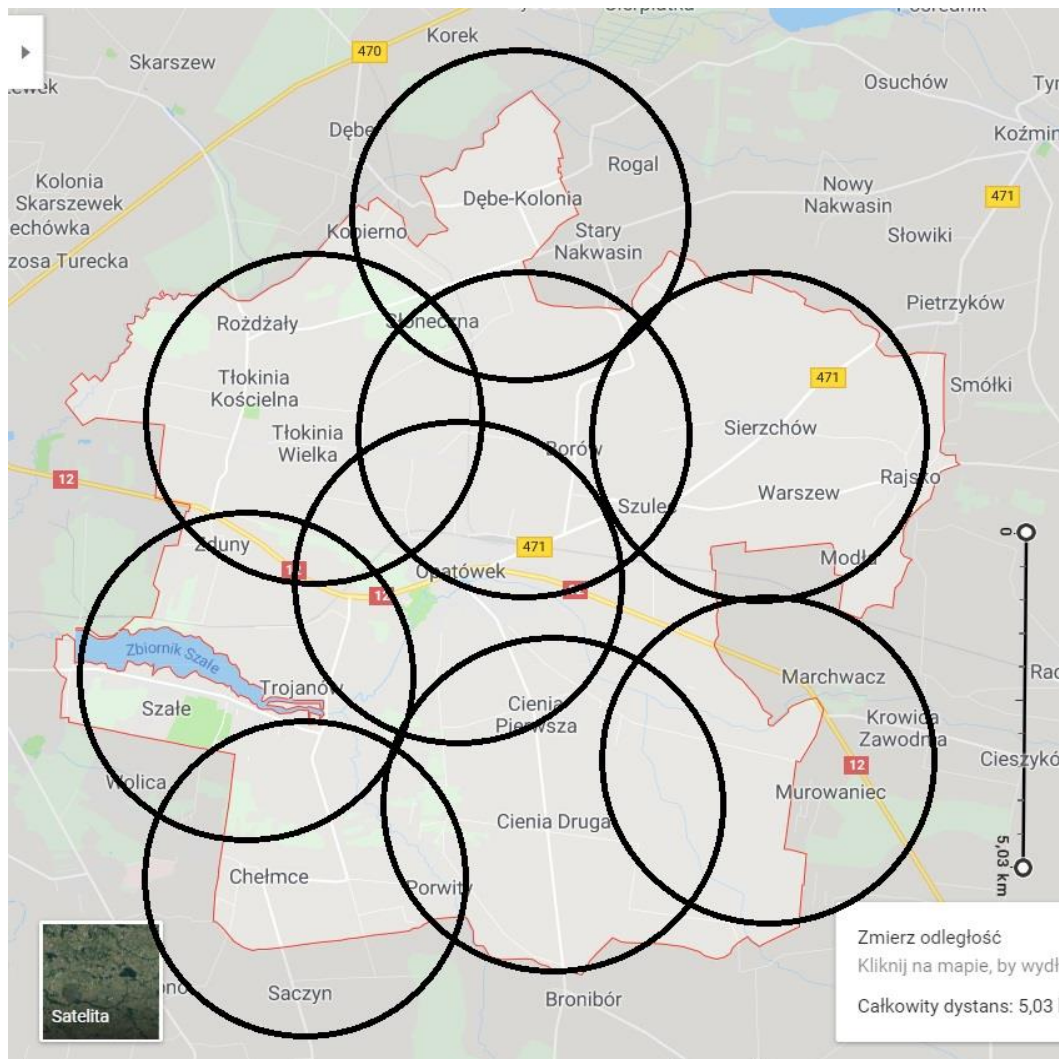 Korek
Skarszew
470
Osuchów
Dębe
Rogal
Koźmin
Kolonia
Skarszewek
Dębe-Kolonia
Nowy
Nakwasin
471
Kopierno
Stary
Nakwasin
Słowiki
Pietrzyków
Rożdżały
Słoneczna
Tłokinia
Kościelna
471
Smółki
Tłokinia
Wielka
Sierzchów
Borów
12
Rajsko
Warszew
Szulec
0
Zduny
471
Modła
Opatówek
12
12
Zbiornik Szałe
Trojanów
Marchwacz
Szałe
Cienia
Pierwsza
Krowica
Zawodnia
12
Wolica
Murowaniec
Cienia Druga
5,03 km
Chełmce
Porwity
Zmierz odległość
Kliknij na mapie, by wydł
Saczyn
Bronibór
Całkowity dystans: 5,03
Satelita